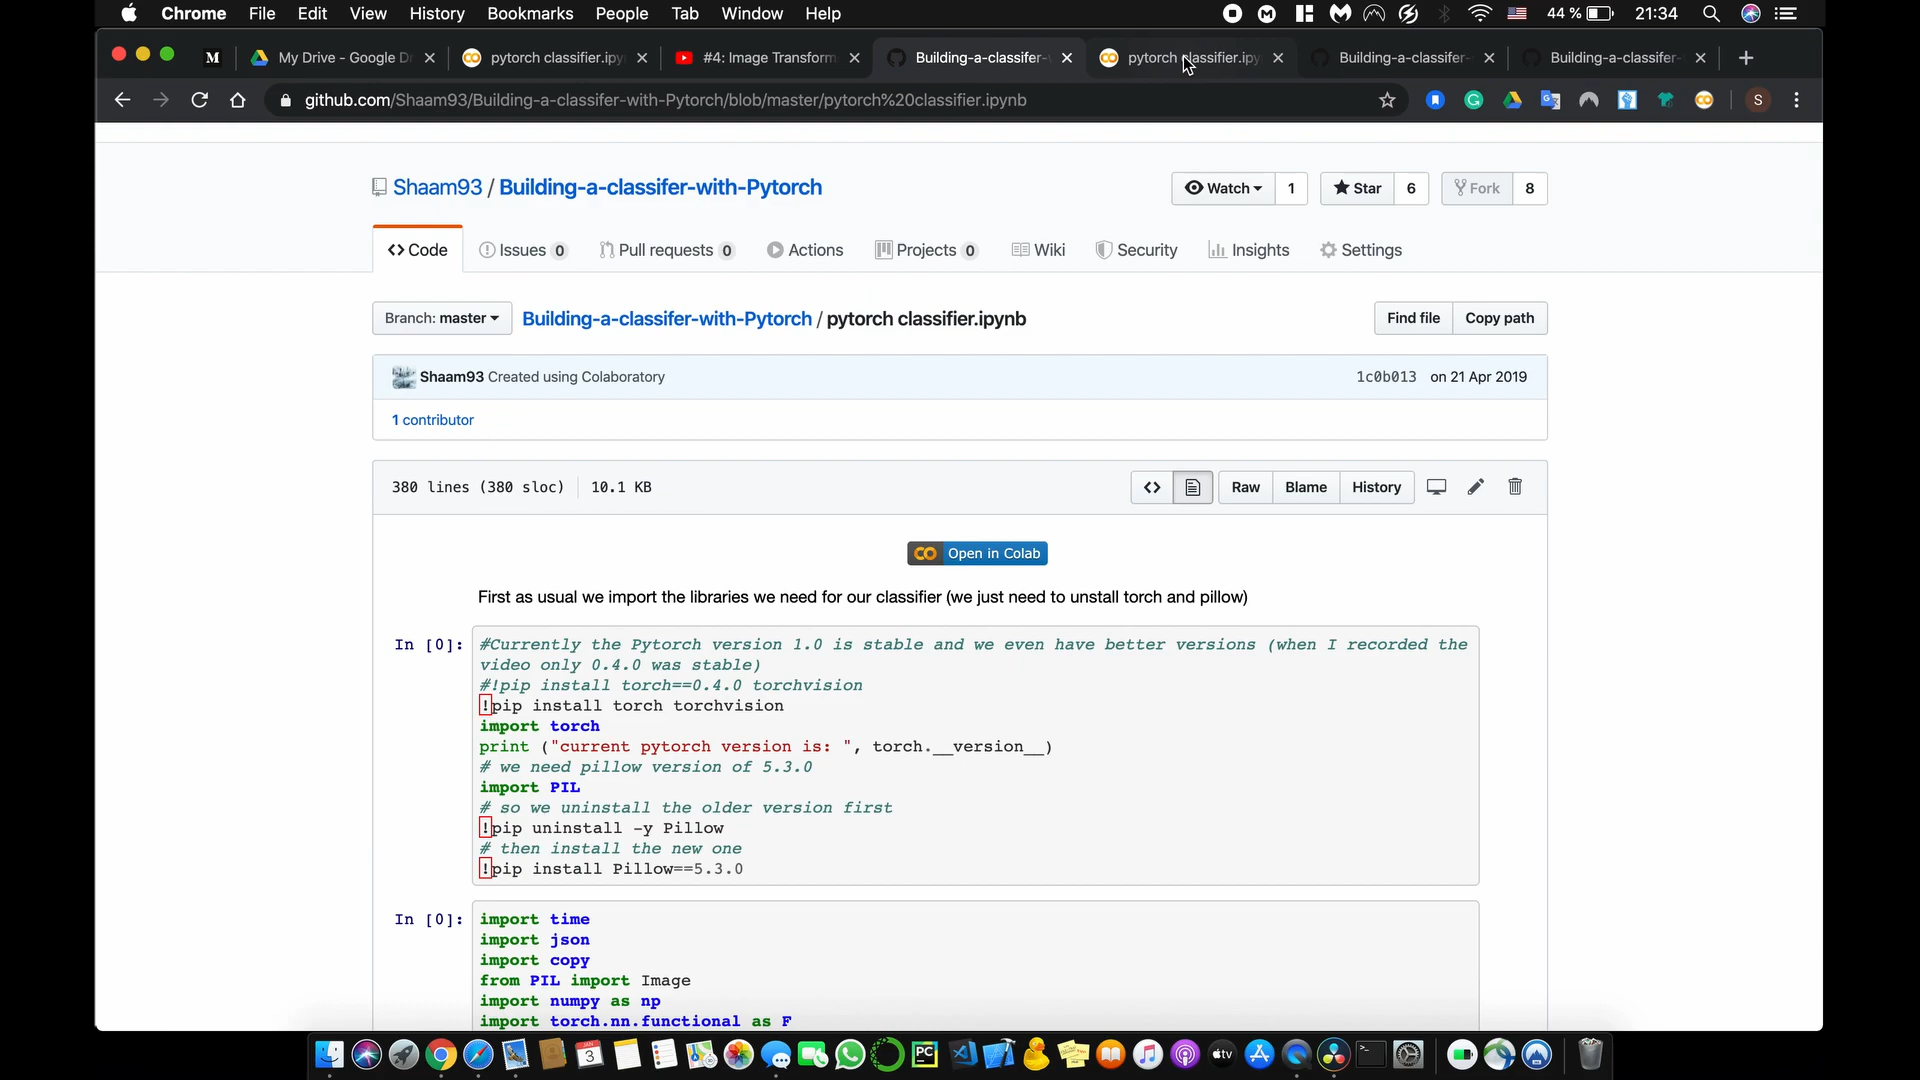 Chrome File Edit View History Bookmarks People Tab Window Help 44 % 21:34
M My Drive - Google D pytorch classifier.ipyn #4: Image Transform Building-a-classifer- pytorch classifier.ipy Building-a-classifer- Building-a-classifer-
github.com/Shaam93/Building-a-classifer-with-Pytorch/blob/master/pytorch%20classifier.ipynb S
Shaam93 / Building-a-classifer-with-Pytorch Watch 1 Star 6 Fork 8
<> Code Issues 0 Pull requests 0 Actions Projects 0 Wiki Security Insights Settings
Branch: master Building-a-classifer-with-Pytorch / pytorch classifier.ipynb Find file Copy path
Shaam93 Created using Colaboratory 1c0b013 on 21 Apr 2019
1 contributor
380 lines (380 sloc) 10.1 KB <> Raw Blame History
CO Open in Colab
First as usual we import the libraries we need for our classifier (we just need to unstall torch and pillow)
In [0]: #Currently the Pytorch version 1.0 is stable and we even have better versions (when I recorded the
video only 0.4.0 was stable)
#!pip install torch==0.4.0 torchvision
!pip install torch torchvision
import torch
print ("current pytorch version is: ", torch.__version__)
# we need pillow version of 5.3.0
import PIL
# so we uninstall the older version first
!pip uninstall -y Pillow
# then install the new one
!pip install Pillow==5.3.0
In [0]: import time
import json
import copy
from PIL import Image
import numpy as np
import torch.nn.functional as F
JAN 3 PC tv